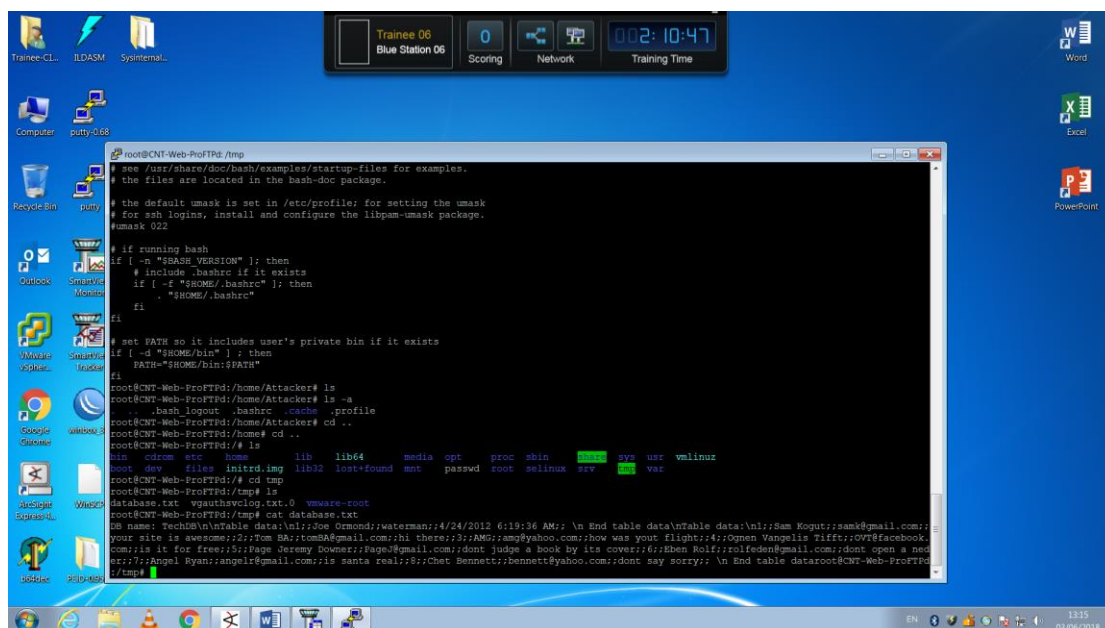 Trainee 06
Blue Station 06
0
Scoring
Network
002:10:47
Training Time
Trainee-CL...
ILDASM
Sysinternal...
Word
Computer
putty-0.68
Excel
Recycle Bin
putty
PowerPoint
Outlook
SmartVie
Monitor
VMware
vSpher...
SmartVie
Tracker
Google
Chrome
winbox_3
ArcSight
Express-4...
WinSCP
b64dec
root@CNT-Web-ProFTPd: /tmp
# see /usr/share/doc/bash/examples/startup-files for examples.
# the files are located in the bash-doc package.
# the default umask is set in /etc/profile; for setting the umask
# for ssh logins, install and configure the libpam-umask package.
#umask 022
# if running bash
if [ -n "$BASH_VERSION" ]; then
# include .bashrc if it exists
if [ -f "$HOME/.bashrc" ]; then
. "$HOME/.bashrc"
fi
fi
# set PATH so it includes user's private bin if it exists
if [ -d "$HOME/bin" ] ; then
PATH="$HOME/bin:$PATH"
fi
root@CNT-Web-ProFTPd:/home/Attacker# ls
root@CNT-Web-ProFTPd:/home/Attacker# ls -a
. .. .bash_logout .bashrc .cache .profile
root@CNT-Web-ProFTPd:/home/Attacker# cd ..
root@CNT-Web-ProFTPd:/home# cd ..
root@CNT-Web-ProFTPd:/# ls
bin cdrom etc home lib lib64 media opt proc sbin share sys usr vmlinuz
boot dev files initrd.img lib32 lost+found mnt passwd root selinux srv tmp var
root@CNT-Web-ProFTPd:/# cd tmp
root@CNT-Web-ProFTPd:/tmp# ls
database.txt vgauthsvclog.txt.0 vmware-root
root@CNT-Web-ProFTPd:/tmp# cat database.txt
DB name: TechDB\n\nTable data:\n1;;Joe Ormond;;waterman;;4/24/2012 6:19:36 AM;; \n End table data\nTable data:\n1;;Sam Kogut;;samk@gmail.com;;
your site is awesome;;2;;Tom BA;;tomBA@gmail.com;;hi there;;3;;AMG;;amg@yahoo.com;;how was yout flight;;4;;Ognen Vangelis Tifft;;OVT@facebook.
com;;is it for free;;5;;Page Jeremy Downer;;PageJ@gmail.com;;dont judge a book by its cover;;6;;Eben Rolf;;rolfeden@gmail.com;;dont open a ned
er;;7;;Angel Ryan;;angelr@gmail.com;;is santa real;;8;;Chet Bennett;;bennett@yahoo.com;;dont say sorry;; \n End table dataroot@CNT-Web-ProFTPd
:/tmp#
EN
13:15
03/06/2018